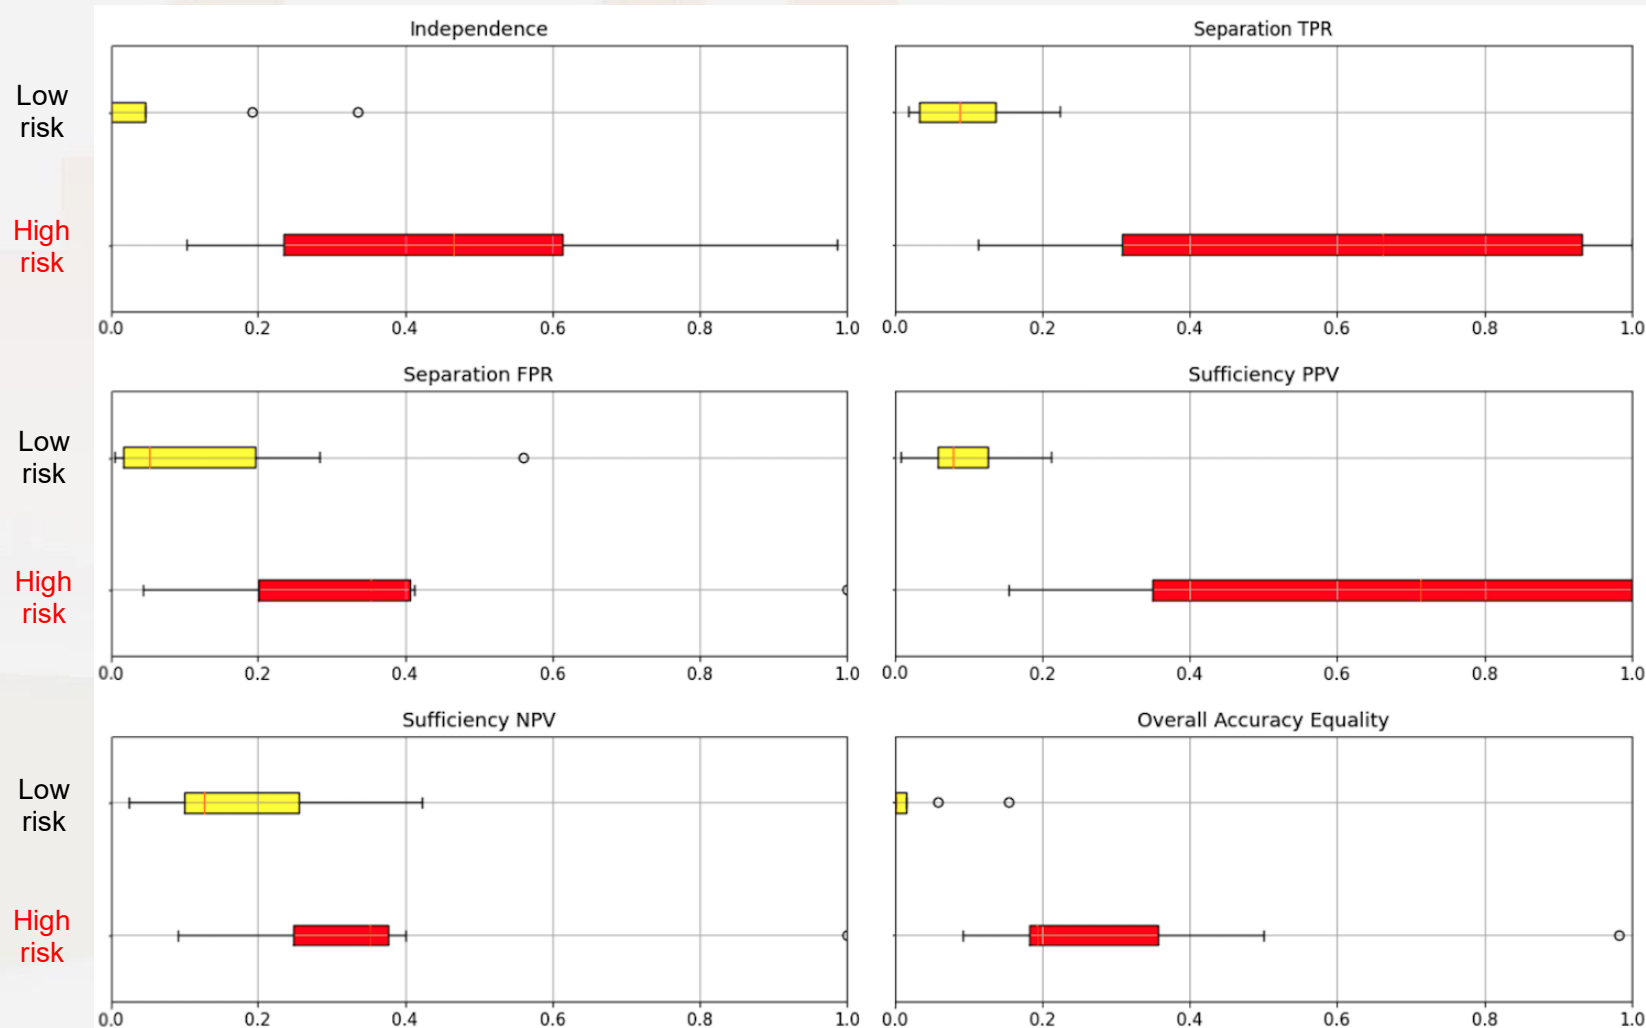 Independence
Low
risk
High
risk
0.0 0.2 0.4 0.6 0.8 1.0
Separation TPR
0.0 0.2 0.4 0.6 0.8 1.0
Separation FPR
Low
risk
High
risk
0.0 0.2 0.4 0.6 0.8 1.0
Sufficiency PPV
0.0 0.2 0.4 0.6 0.8 1.0
Sufficiency NPV
Low
risk
High
risk
0.0 0.2 0.4 0.6 0.8 1.0
Overall Accuracy Equality
0.0 0.2 0.4 0.6 0.8 1.0